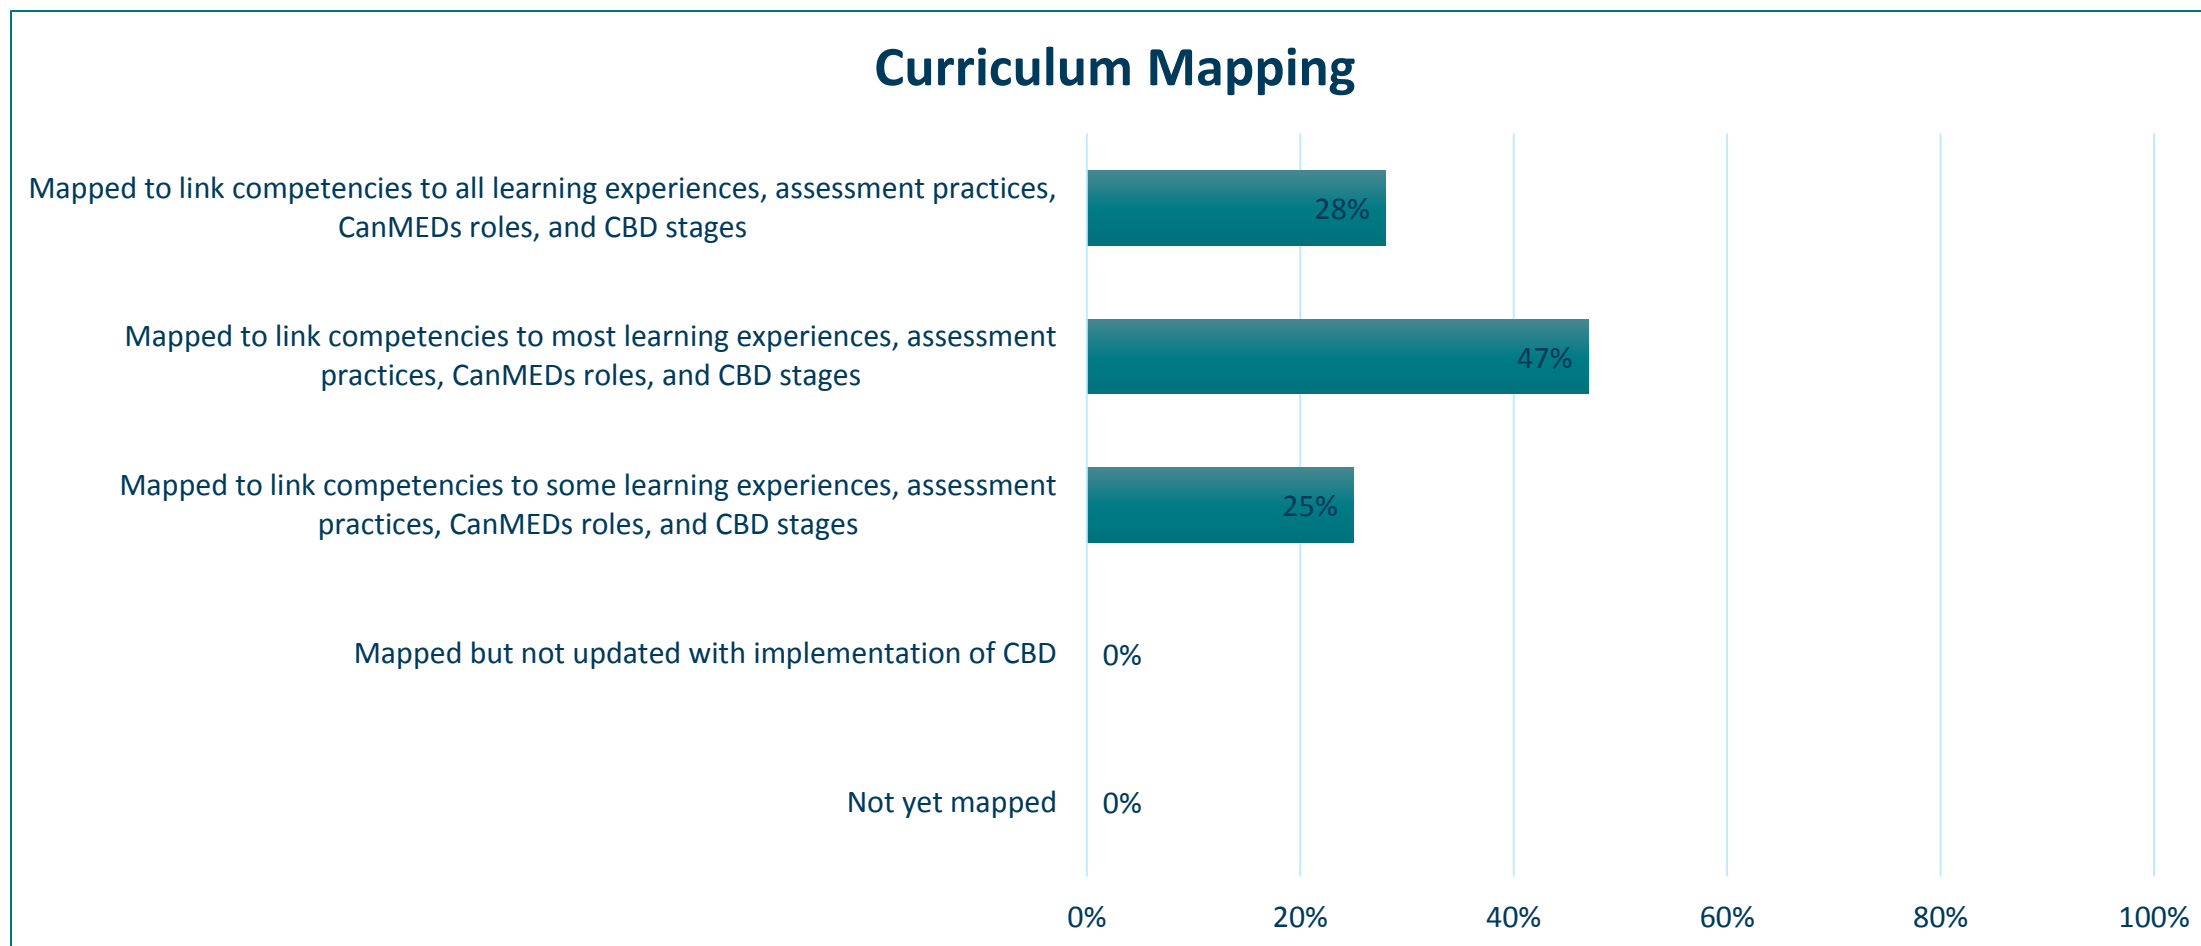 Curriculum Mapping
Mapped to link competencies to all learning experiences, assessment practices,
CanMEDs roles, and CBD stages
28%
Mapped to link competencies to most learning experiences, assessment
practices, CanMEDs roles, and CBD stages
47%
Mapped to link competencies to some learning experiences, assessment
practices, CanMEDs roles, and CBD stages
25%
Mapped but not updated with implementation of CBD
0%
Not yet mapped
0%
0% 20% 40% 60% 80% 100%